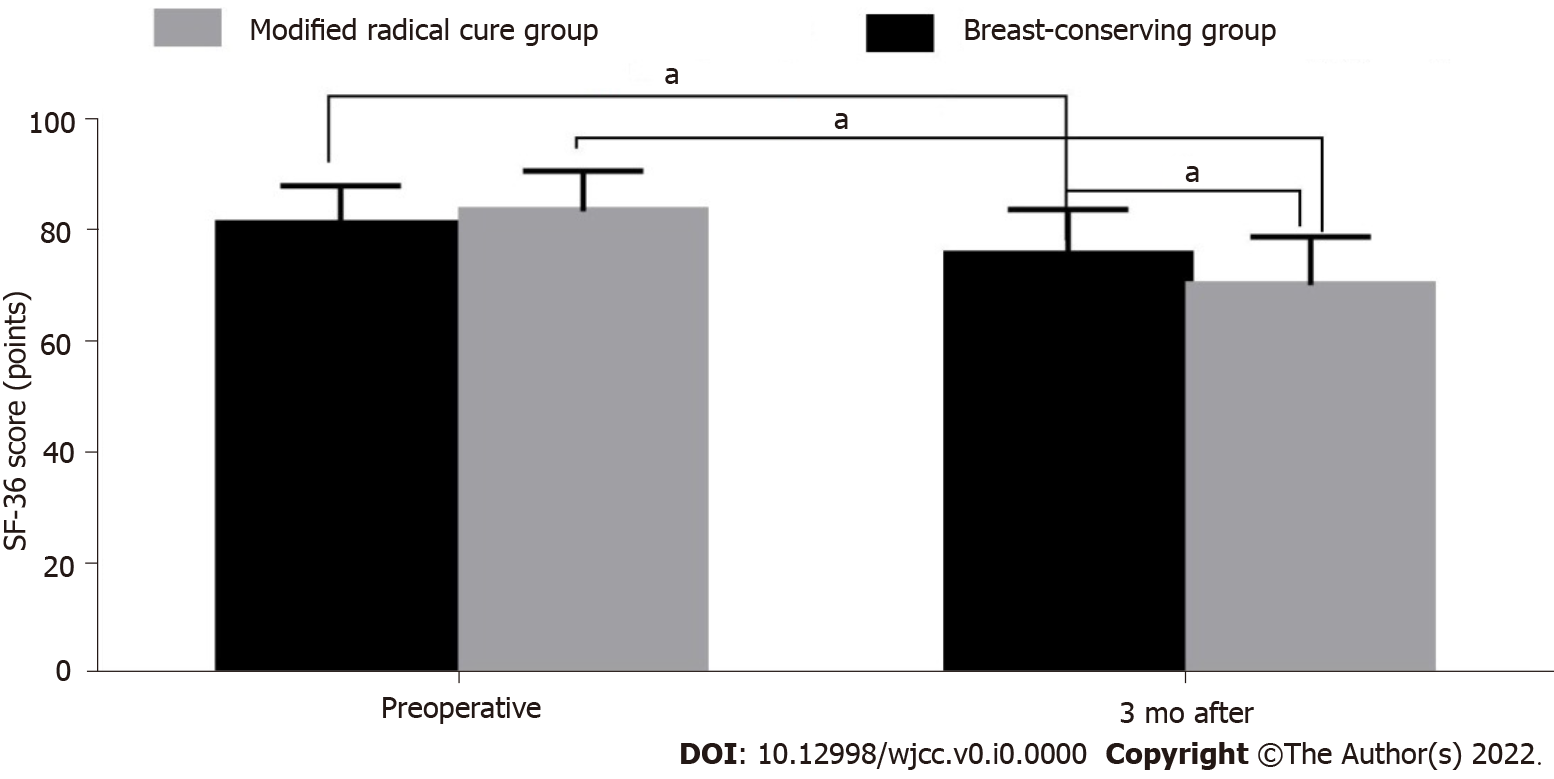 Modified radical cure group
Breast-conserving group
a
a
a
100
80
60
40
20
0
SF-36 score (points)
Preoperative
3 mo after
DOI: 10.12998/wjcc.v0.i0.0000 Copyright ©The Author(s) 2022.